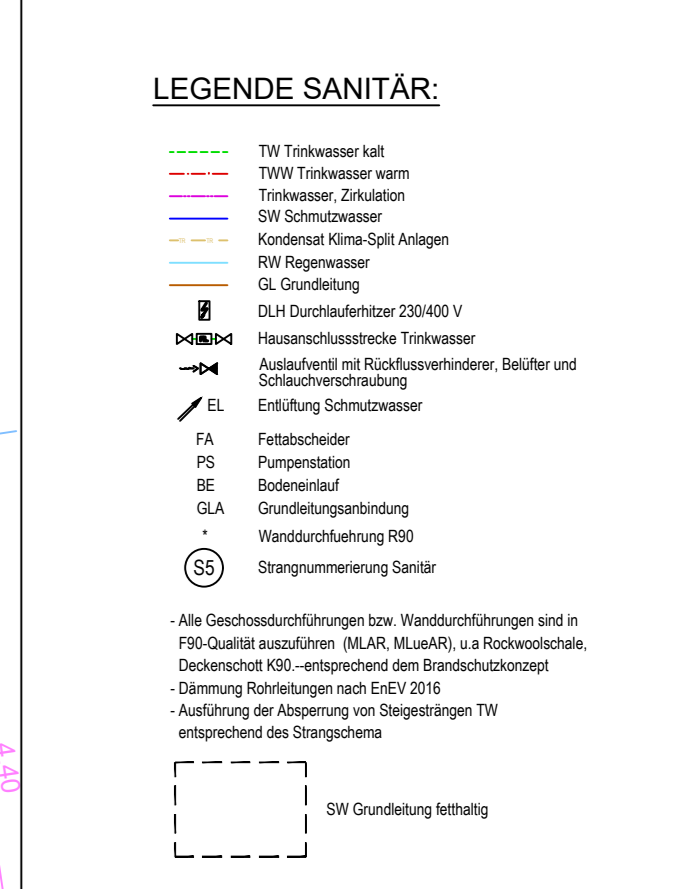 LEGENDE SANITÄR:
TW Trinkwasser kalt
TWW Trinkwasser warm
Trinkwasser, Zirkulation
SW Schmutzwasser
Kondensat Klima-Split Anlagen
RW Regenwasser
GL Grundleitung
DLH Durchlauferhitzer 230/400 V
Hausanschlussstrecke Trinkwasser
Auslaufventil mit Rückflussverhinderer, Belüfter und
Schlauchverschraubung
EL Entlüftung Schmutzwasser
FA Fettabscheider
PS Pumpenstation
BE Bodeneinlauf
GLA Grundleitungsanbindung
* Wanddurchfuehrung R90
S5 Strangnummerierung Sanitär
- Alle Geschossdurchführungen bzw. Wanddurchführungen sind in
F90-Qualität auszuführen (MLAR, MLueAR), u.a Rockwoolschale,
Deckenschott K90.--entsprechend dem Brandschutzkonzept
- Dämmung Rohrleitungen nach EnEV 2016
- Ausführung der Absperrung von Steigesträngen TW
entsprechend des Strangschema
SW Grundleitung fetthaltig
4 40